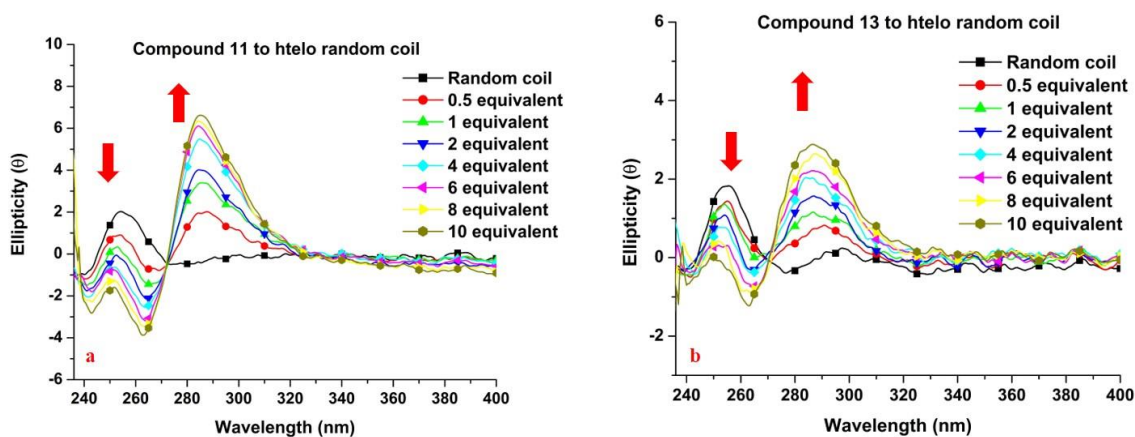 Compound 11 to htelo random coil
Random coil
0.5 equivalent
1 equivalent
2 equivalent
4 equivalent
6 equivalent
8 equivalent
10 equivalent
Ellipticity (θ)
10
8
6
4
2
0
-2
-4
-6
a
240 260 280 300 320 340 360 380 400
Wavelength (nm)
Compound 13 to htelo random coil
Random coil
0.5 equivalent
1 equivalent
2 equivalent
4 equivalent
6 equivalent
8 equivalent
10 equivalent
Ellipticity (θ)
6
4
2
0
-2
b
240 260 280 300 320 340 360 380 400
Wavelength (nm)